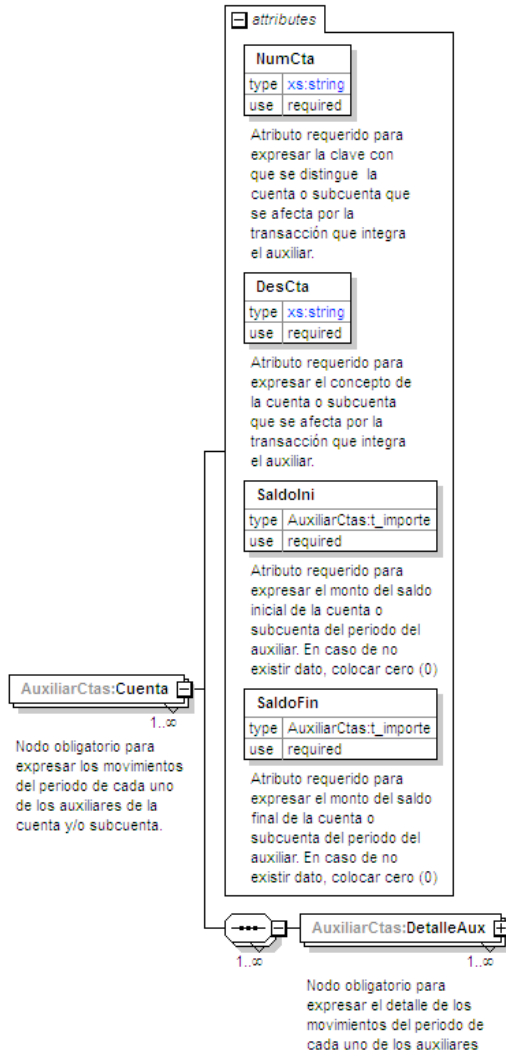 attributes
NumCta
type xs:string
use required
Atributo requerido para
expresar la clave con
que se distingue la
cuenta o subcuenta que
se afecta por la
transacción que integra
el auxiliar.
DesCta
type xs:string
use required
Atributo requerido para
expresar el concepto de
la cuenta o subcuenta
que se afecta por la
transacción que integra
el auxiliar.
SaldoIni
type AuxiliarCtas:t_importe
use required
Atributo requerido para
expresar el monto del saldo
inicial de la cuenta o
subcuenta del periodo del
auxiliar. En caso de no
existir dato, colocar cero (0)
SaldoFin
type AuxiliarCtas:t_importe
use required
Atributo requerido para
expresar el monto del saldo
final de la cuenta o
subcuenta del periodo del
auxiliar. En caso de no
existir dato, colocar cero (0)
AuxiliarCtas:Cuenta
1..∞
Nodo obligatorio para
expresar los movimientos
del periodo de cada uno
de los auxiliares de la
cuenta y/o subcuenta.
AuxiliarCtas:DetalleAux
1..∞
1..∞
Nodo obligatorio para
expresar el detalle de los
movimientos del periodo de
cada uno de los auxiliares